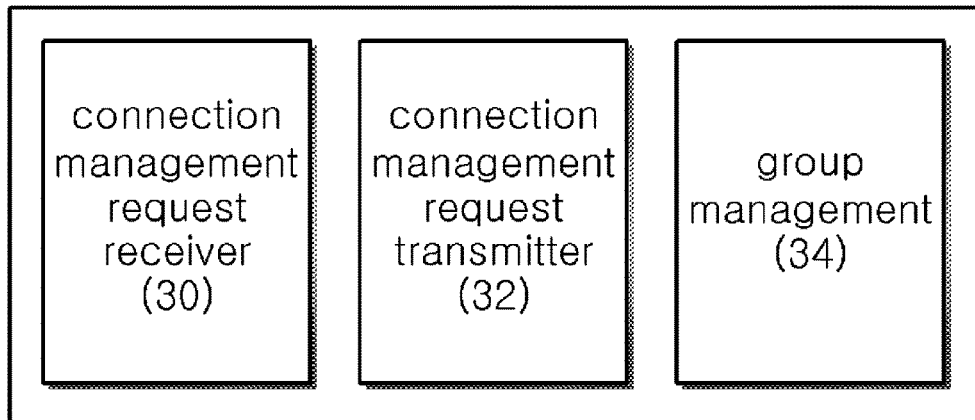 connection
management
request
receiver
(30)
connection
management
request
transmitter
(32)
group
management
(34)